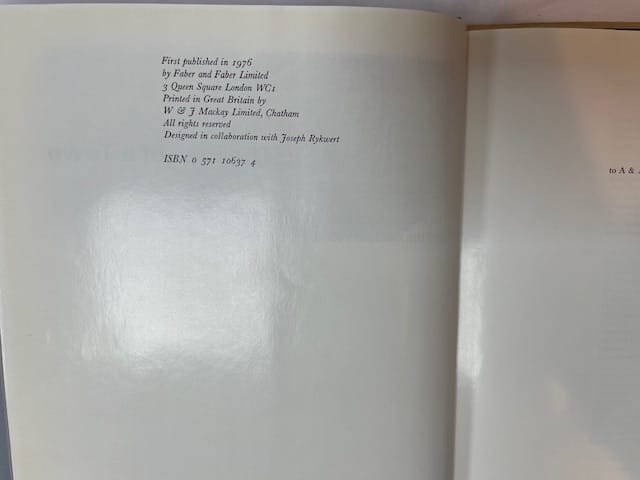 First published in 1976
by Faber and Faber Limited
3 Queen Square London WC1
Printed in Great Britain by
W & J Mackay Limited, Chatham
All rights reserved
Designed in collaboration with Joseph Rykwert
ISBN 0 571 10637 4
to A &